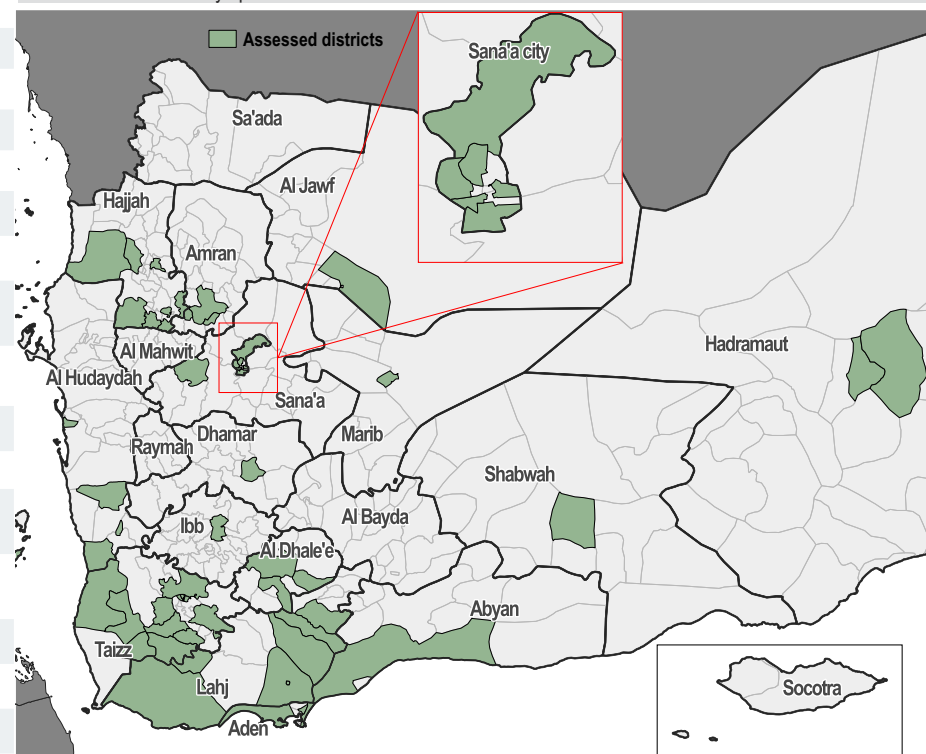 Assessed districts
Sana'a city
Sa'ada
Al Jawf
Hajjah
Amran
Hadramaut
Al Mahwit
Al Hudaydah
Sana'a
Dhamar
Marib
Raymah
Shabwah
Al Bayda
Ibb
Al Dhale'e
Abyan
Taizz
Lahj
Socotra
Aden